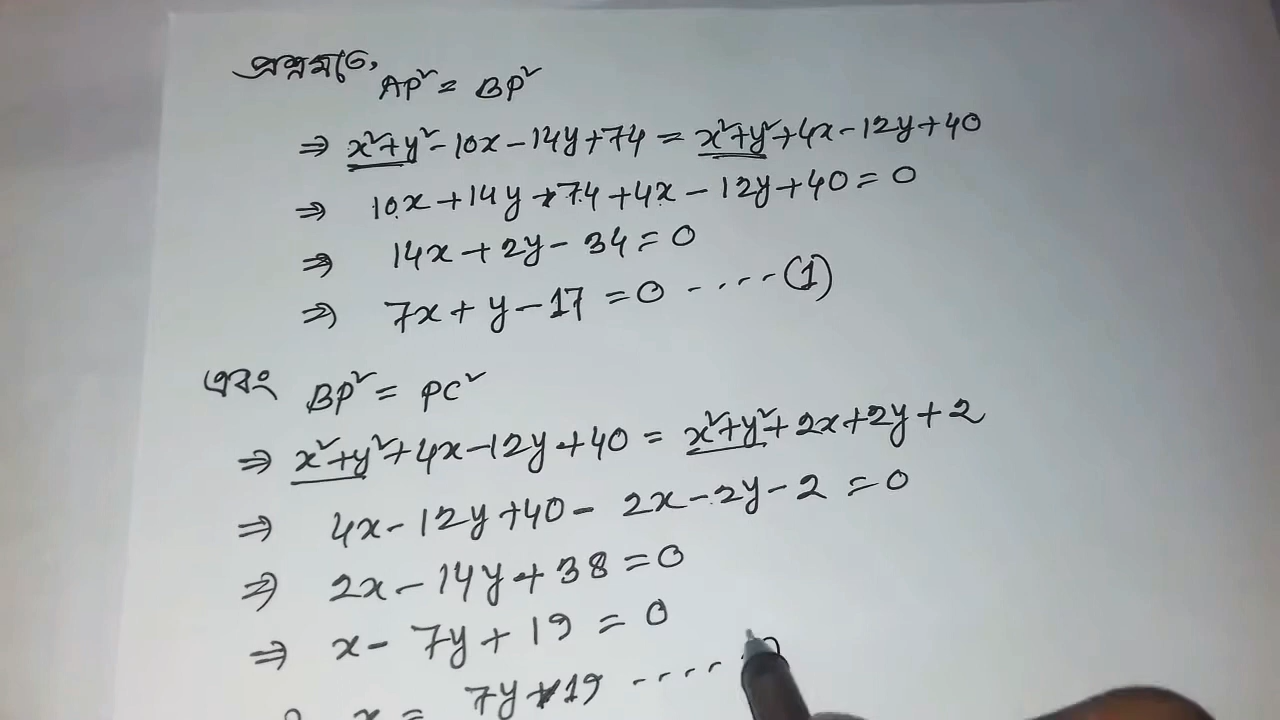 প্রশ্নমতে,
AP² = BP²
⇒ x²+y²-10x-14y+74 = x²+y²+4x-12y+40
⇒ 10x+14y-74+4x-12y+40=0
⇒ 14x+2y-34=0
⇒ 7x+y-17=0 ----(1)
এবং BP² = PC²
⇒ x²+y²+4x-12y+40 = x²+y²+2x+2y+2
⇒ 4x-12y+40-2x-2y-2=0
⇒ 2x-14y+38=0
⇒ x-7y+19=0
x = 7y-19 ----